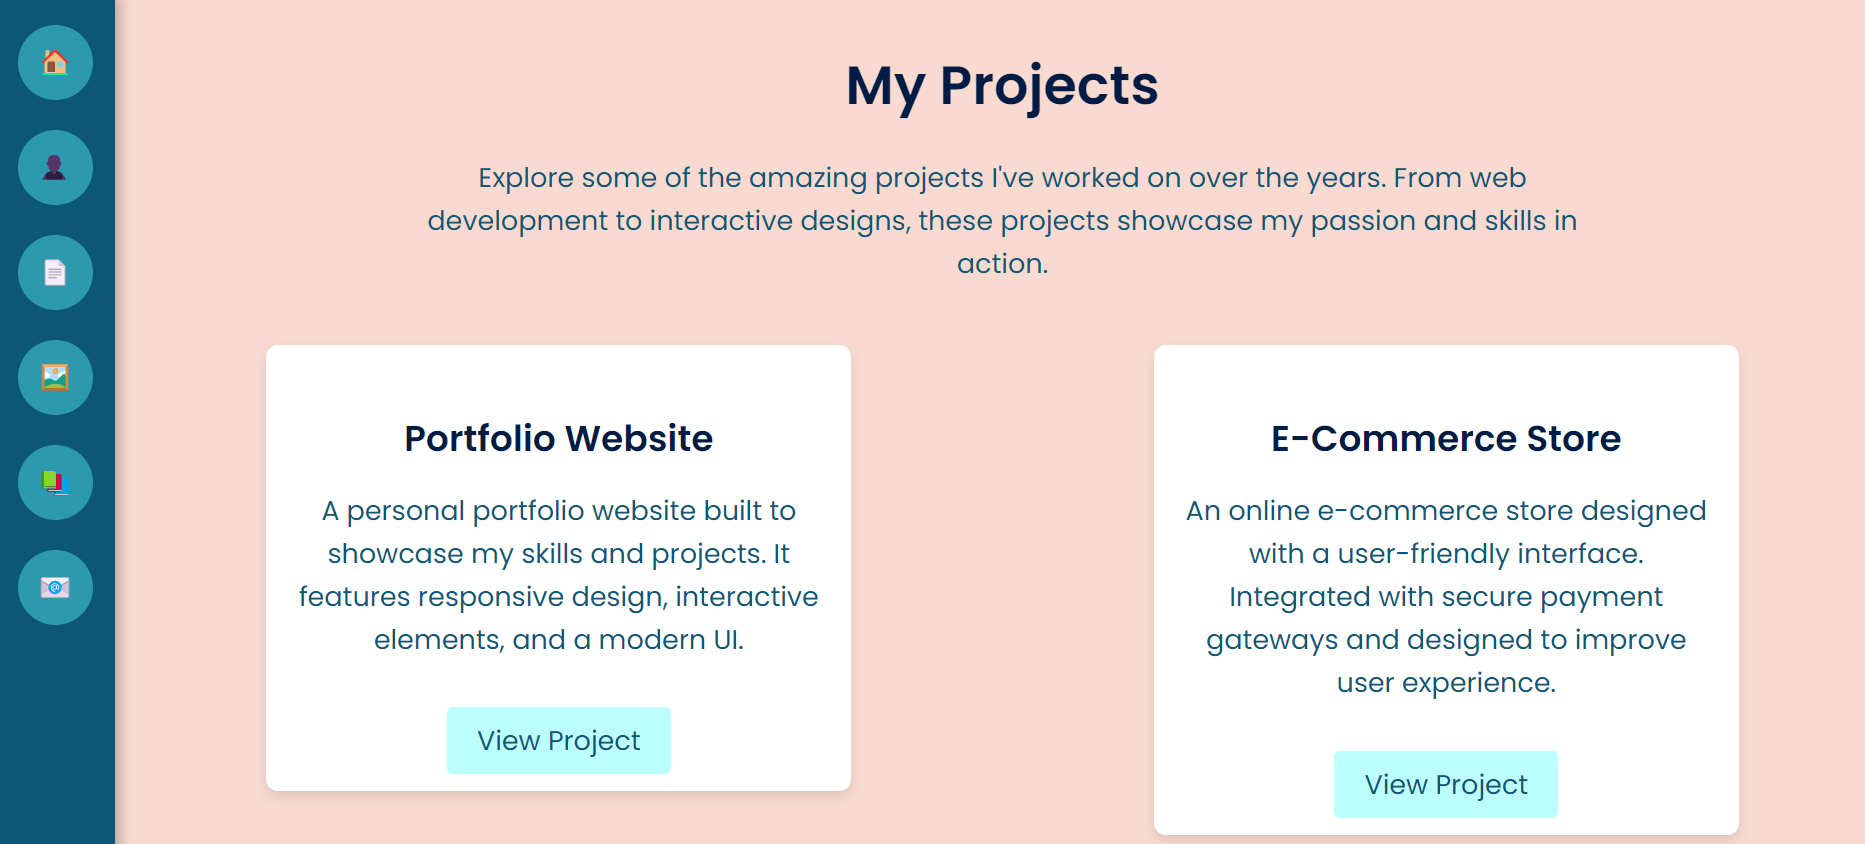 My Projects
Explore some of the amazing projects I've worked on over the years. From web
development to interactive designs, these projects showcase my passion and skills in
action.
Portfolio Website
A personal portfolio website built to
showcase my skills and projects. It
features responsive design, interactive
elements, and a modern UI.
View Project
E-Commerce Store
An online e-commerce store designed
with a user-friendly interface.
Integrated with secure payment
gateways and designed to improve
user experience.
View Project